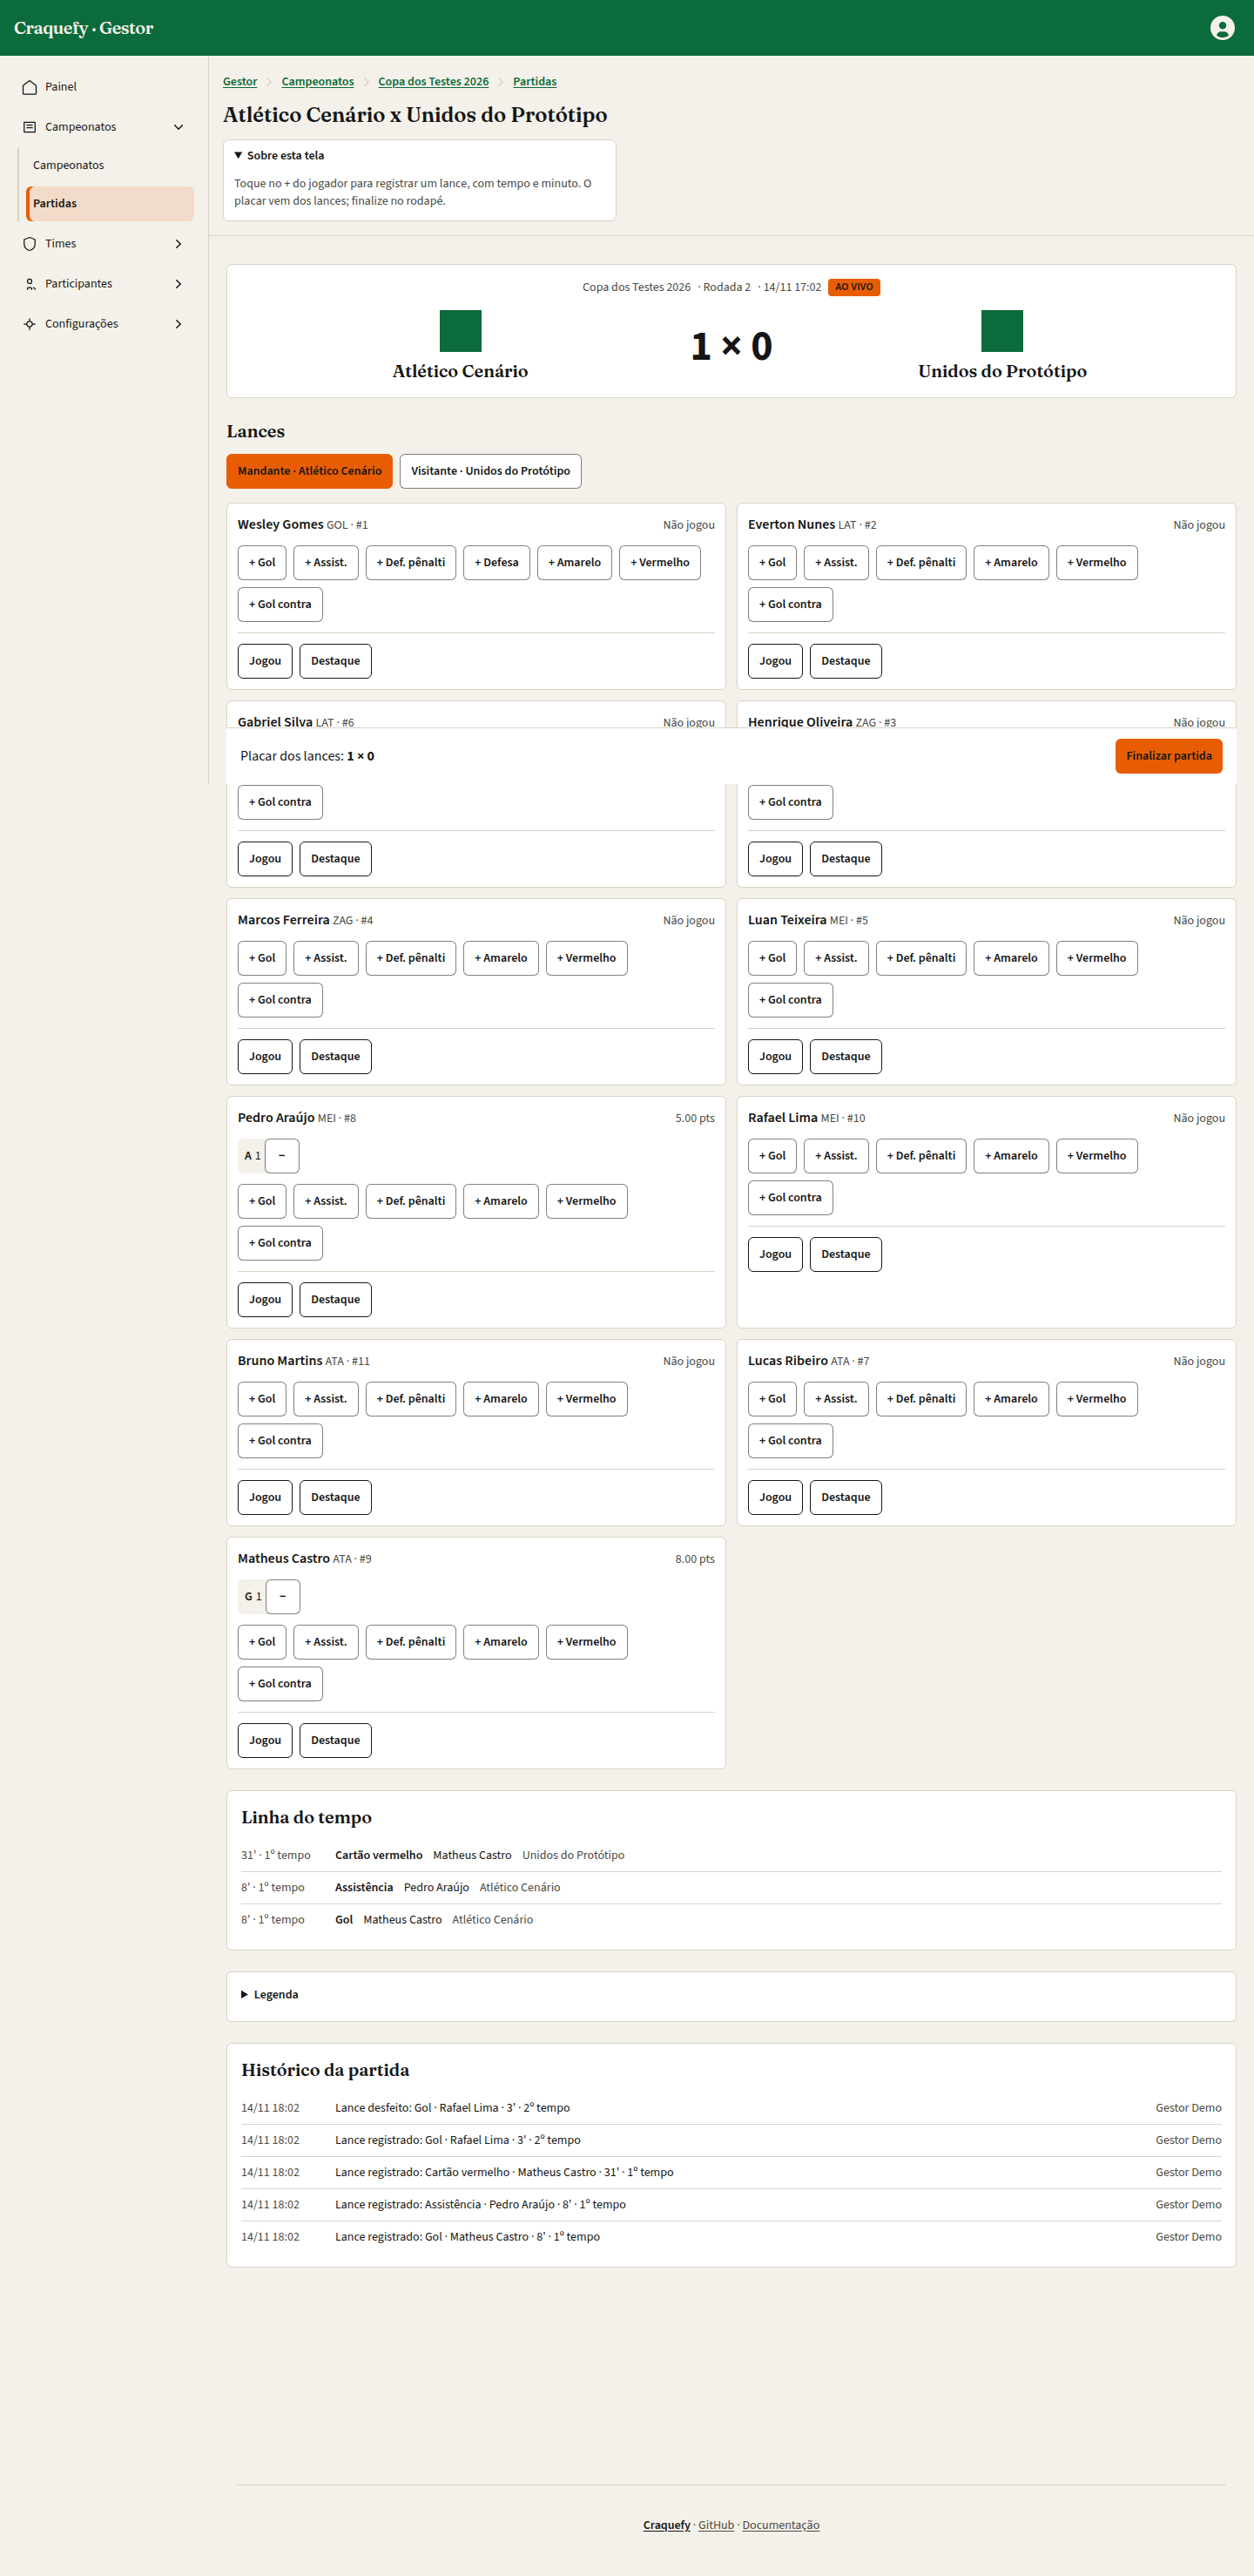 Craquefy · Gestor
Painel
Campeonatos
Campeonatos
Partidas
Times
Participantes
Configurações
Gestor > Campeonatos > Copa dos Testes 2026 > Partidas
Atlético Cenário x Unidos do Protótipo
▼ Sobre esta tela
Toque no + do jogador para registrar um lance, com tempo e minuto. O
placar vem dos lances; finalize no rodapé.
Copa dos Testes 2026 · Rodada 2 · 14/11 17:02 AO VIVO
Atlético Cenário
1 × 0
Unidos do Protótipo
Lances
Mandante · Atlético Cenário
Visitante · Unidos do Protótipo
Wesley Gomes GOL · #1 Não jogou
+ Gol + Assist. + Def. pênalti + Defesa + Amarelo + Vermelho
+ Gol contra
Jogou Destaque
Everton Nunes LAT · #2 Não jogou
+ Gol + Assist. + Def. pênalti + Amarelo + Vermelho
+ Gol contra
Jogou Destaque
Gabriel Silva LAT · #6 Não jogou
Henrique Oliveira ZAG · #3 Não jogou
Placar dos lances: 1 × 0
Finalizar partida
+ Gol contra
Jogou Destaque
+ Gol contra
Jogou Destaque
Marcos Ferreira ZAG · #4 Não jogou
+ Gol + Assist. + Def. pênalti + Amarelo + Vermelho
+ Gol contra
Jogou Destaque
Luan Teixeira MEI · #5 Não jogou
+ Gol + Assist. + Def. pênalti + Amarelo + Vermelho
+ Gol contra
Jogou Destaque
Pedro Araújo MEI · #8 5.00 pts
A 1 −
+ Gol + Assist. + Def. pênalti + Amarelo + Vermelho
+ Gol contra
Jogou Destaque
Rafael Lima MEI · #10 Não jogou
+ Gol + Assist. + Def. pênalti + Amarelo + Vermelho
+ Gol contra
Jogou Destaque
Bruno Martins ATA · #11 Não jogou
+ Gol + Assist. + Def. pênalti + Amarelo + Vermelho
+ Gol contra
Jogou Destaque
Lucas Ribeiro ATA · #7 Não jogou
+ Gol + Assist. + Def. pênalti + Amarelo + Vermelho
+ Gol contra
Jogou Destaque
Matheus Castro ATA · #9 8.00 pts
G 1 −
+ Gol + Assist. + Def. pênalti + Amarelo + Vermelho
+ Gol contra
Jogou Destaque
Linha do tempo
31' · 1º tempo Cartão vermelho Matheus Castro Unidos do Protótipo
8' · 1º tempo Assistência Pedro Araújo Atlético Cenário
8' · 1º tempo Gol Matheus Castro Atlético Cenário
▶ Legenda
Histórico da partida
14/11 18:02 Lance desfeito: Gol · Rafael Lima · 3' · 2º tempo Gestor Demo
14/11 18:02 Lance registrado: Gol · Rafael Lima · 3' · 2º tempo Gestor Demo
14/11 18:02 Lance registrado: Cartão vermelho · Matheus Castro · 31' · 1º tempo Gestor Demo
14/11 18:02 Lance registrado: Assistência · Pedro Araújo · 8' · 1º tempo Gestor Demo
14/11 18:02 Lance registrado: Gol · Matheus Castro · 8' · 1º tempo Gestor Demo
Craquefy · GitHub · Documentação